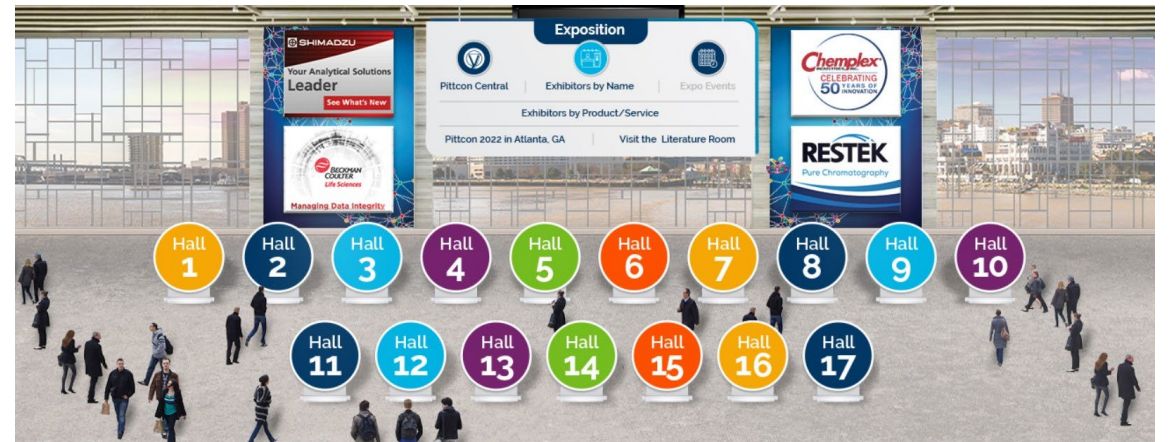 Exposition
Pittcon Central
Exhibitors by Name
Expo Events
Exhibitors by Product/Service
Pittcon 2022 in Atlanta, GA
Visit the Literature Room
SHIMADZU
Your Analytical Solutions
Leader
See What's New
BECKMAN
COULTER
Life Sciences
Managing Data Integrity
Chemplex
INDUSTRIES, INC.
CELEBRATING
50 YEARS OF
INNOVATION
RESTEK
Pure Chromatography
Hall
1
Hall
2
Hall
3
Hall
4
Hall
5
Hall
6
Hall
7
Hall
8
Hall
9
Hall
10
Hall
11
Hall
12
Hall
13
Hall
14
Hall
15
Hall
16
Hall
17